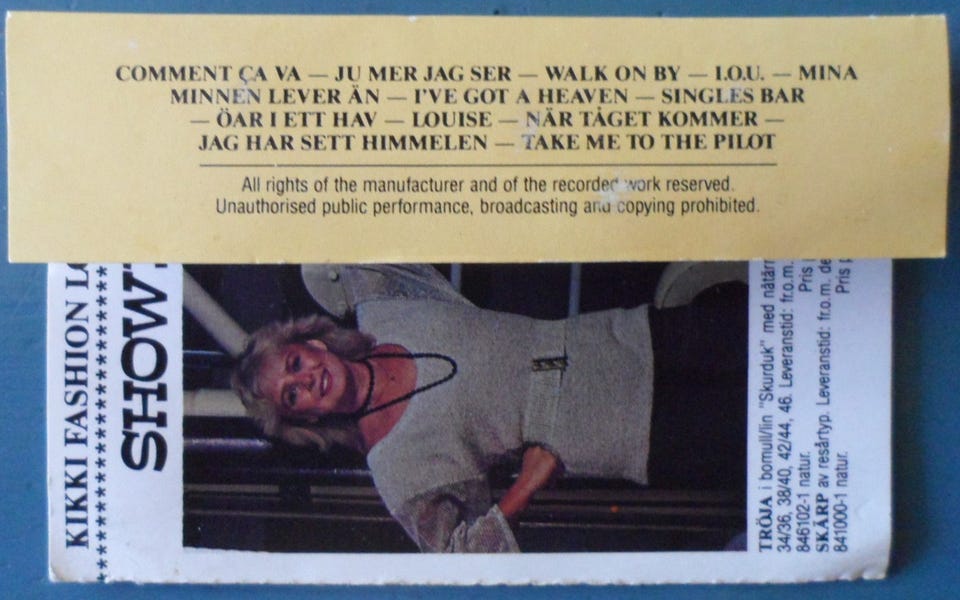 COMMENT ÇA VA — JU MER JAG SER — WALK ON BY — I.O.U. — MINA
MINNEN LEVER ÄN — I'VE GOT A HEAVEN — SINGLES BAR
— ÖAR I ETT HAV — LOUISE — NÄR TÅGET KOMMER —
JAG HAR SETT HIMMELEN — TAKE ME TO THE PILOT
All rights of the manufacturer and of the recorded work reserved.
Unauthorised public performance, broadcasting and copying prohibited.
KIKKI FASHION
********************
SHOW
TRÖJA i bomull/lin "Skurduk" med
34/36, 38/40, 42/44, 46. Leveranstid: fr.o.m.
846102-1 natur. Pris
SKÄRP av resårtyp. Leveranstid: fr.o.m. de
841000-1 natur. Pris